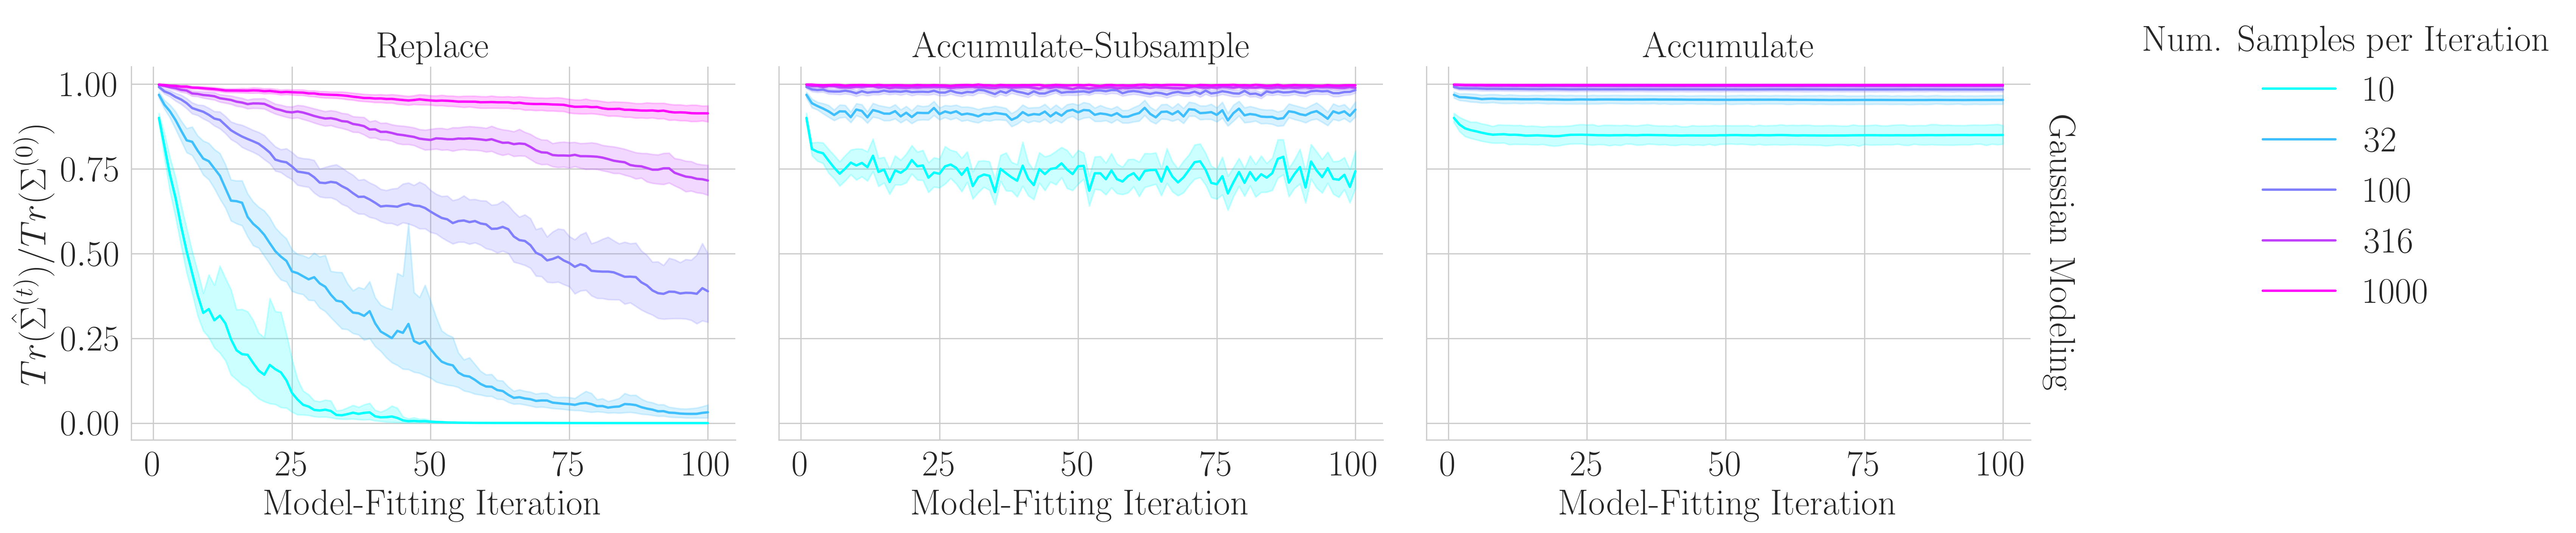 Replace
Accumulate-Subsample
Accumulate
Num. Samples per Iteration
10
32
100
316
1000
Tr(Σ̂^(t))/Tr(Σ^(0))
1.00
0.75
0.50
0.25
0.00
0 25 50 75 100
Model-Fitting Iteration
0 25 50 75 100
Model-Fitting Iteration
0 25 50 75 100
Model-Fitting Iteration
Gaussian Modeling